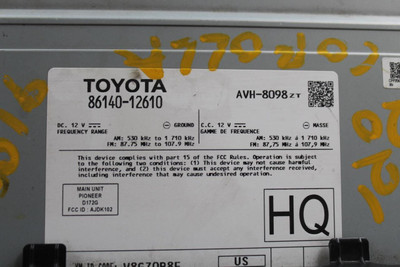 COROLLA
TOYOTA
86140-12610
AVH-8098ZT
DC. 12 V ⎓ ⊖ GROUND
FREQUENCY RANGE
AM: 530 kHz to 1 710 kHz
FM: 87.75 MHz to 107.9 MHz
C.C. 12 V ⎓ ⊖ MASSE
GAMME DE FREQUENCE
AM: 530 kHz à 1 710 kHz
FM: 87,75 MHz à 107,9 MHz
This device complies with part 15 of the FCC Rules. Operation is subject
to the following two conditions: (1) This device may not cause harmful
interference, and (2) this device must accept any interference received,
including interference that may cause undesired operation.
MAIN UNIT
PIONEER
D172G
FCC ID : AJDK102
HQ
US